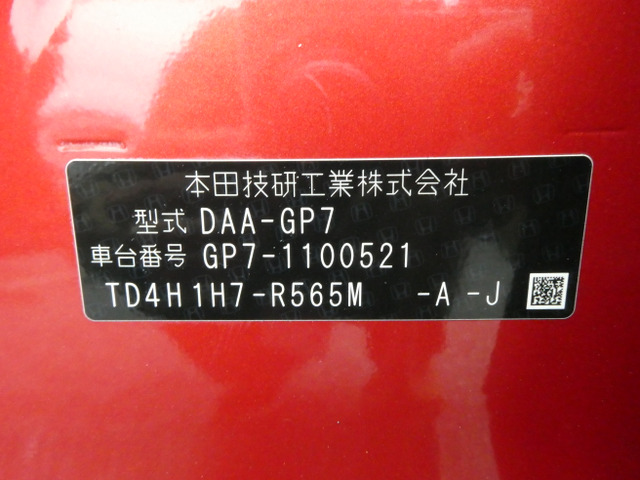 本田技研工業株式会社
型式 DAA-GP7
車台番号 GP7-1100521
TD4H1H7-R565M -A -J